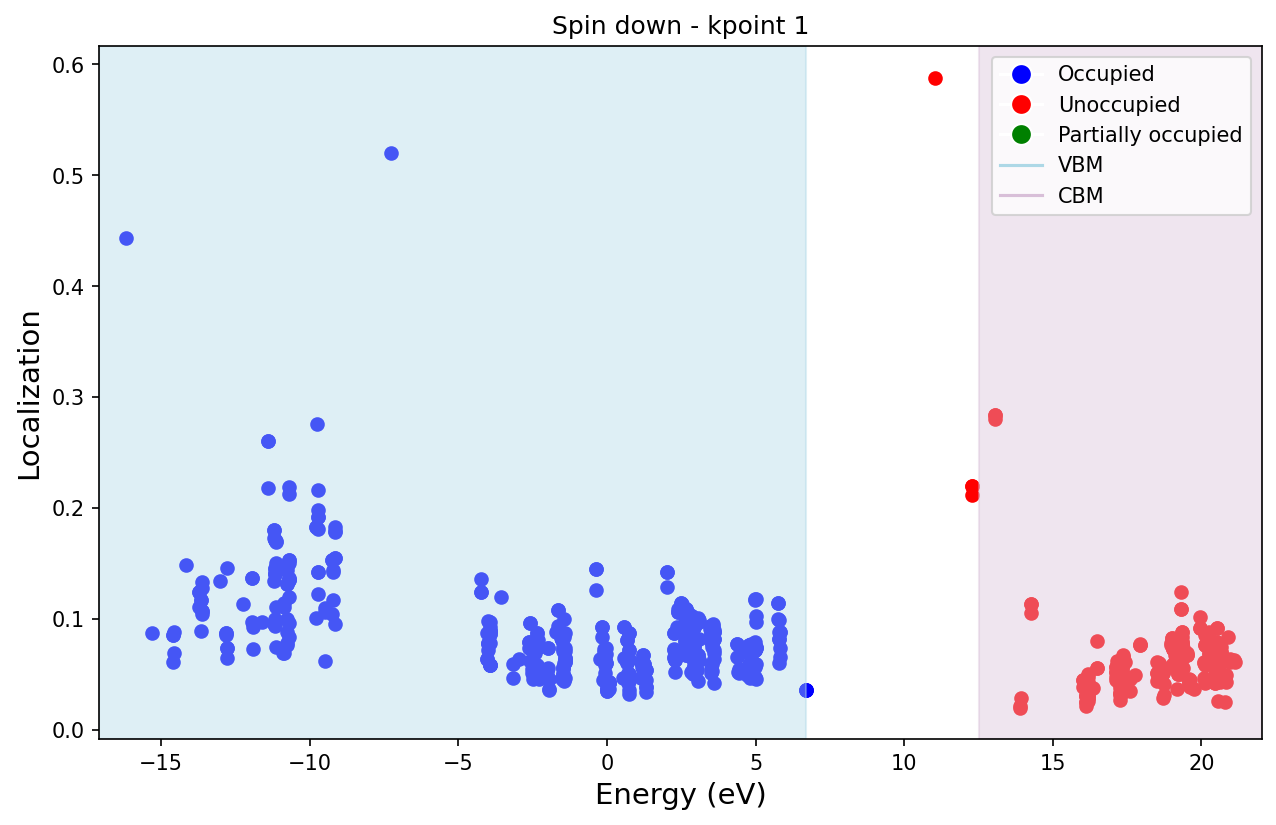 Spin down - kpoint 1
Localization
0.6
0.5
0.4
0.3
0.2
0.1
0.0
Occupied
Unoccupied
Partially occupied
VBM
CBM
−15
−10
−5
0
5
10
15
20
Energy (eV)